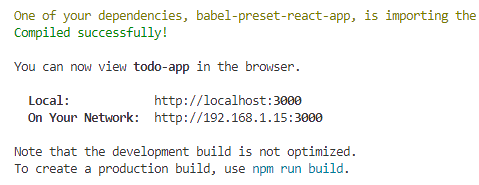 One of your dependencies, babel-preset-react-app, is importing the
Compiled successfully!
You can now view todo-app in the browser.
Local: http://localhost:3000
On Your Network: http://192.168.1.15:3000
Note that the development build is not optimized.
To create a production build, use npm run build.